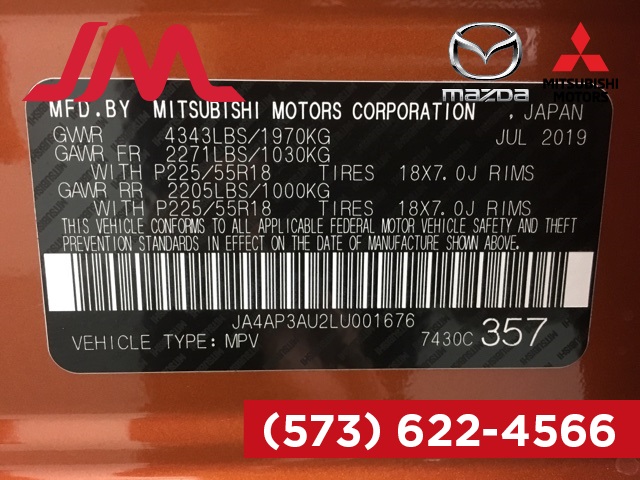 JM
mazda
MITSUBISHI
MOTORS
MFD.BY MITSUBISHI MOTORS CORPORATION , JAPAN
GVWR 4343LBS/1970KG JUL 2019
GAWR FR 2271LBS/1030KG
WITH P225/55R18 TIRES 18X7.0J RIMS
GAWR RR 2205LBS/1000KG
WITH P225/55R18 TIRES 18X7.0J RIMS
THIS VEHICLE CONFORMS TO ALL APPLICABLE FEDERAL MOTOR VEHICLE SAFETY AND THEFT
PREVENTION STANDARDS IN EFFECT ON THE DATE OF MANUFACTURE SHOWN ABOVE.
JA4AP3AU2LU001676
VEHICLE TYPE:MPV 7430C 357
(573) 622-4566